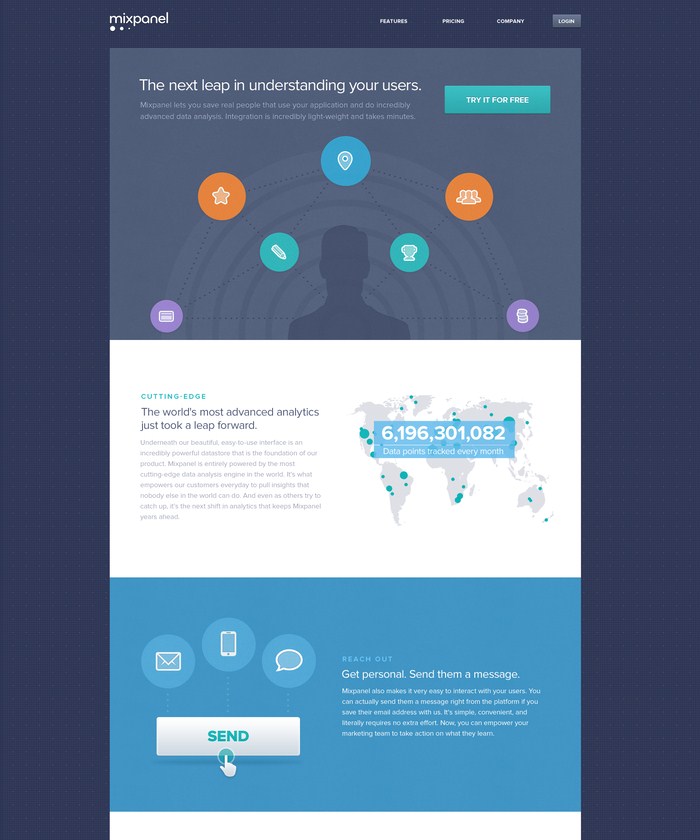 mixpanel
FEATURES PRICING COMPANY LOGIN
The next leap in understanding your users.
Mixpanel lets you save real people that use your application and do incredibly
advanced data analysis. Integration is incredibly light-weight and takes minutes.
TRY IT FOR FREE
CUTTING-EDGE
The world's most advanced analytics
just took a leap forward.
Underneath our beautiful, easy-to-use interface is an
incredibly powerful datastore that is the foundation of our
product. Mixpanel is entirely powered by the most
cutting-edge data analysis engine in the world. It's what
empowers our customers everyday to pull insights that
nobody else in the world can do. And even as others try to
catch up, it's the next shift in analytics that keeps Mixpanel
years ahead.
6,196,301,082
Data points tracked every month
SEND
REACH OUT
Get personal. Send them a message.
Mixpanel also makes it very easy to interact with your users. You
can actually send them a message right from the platform if you
save their email address with us. It's simple, convenient, and
literally requires no extra effort. Now, you can empower your
marketing team to take action on what they learn.